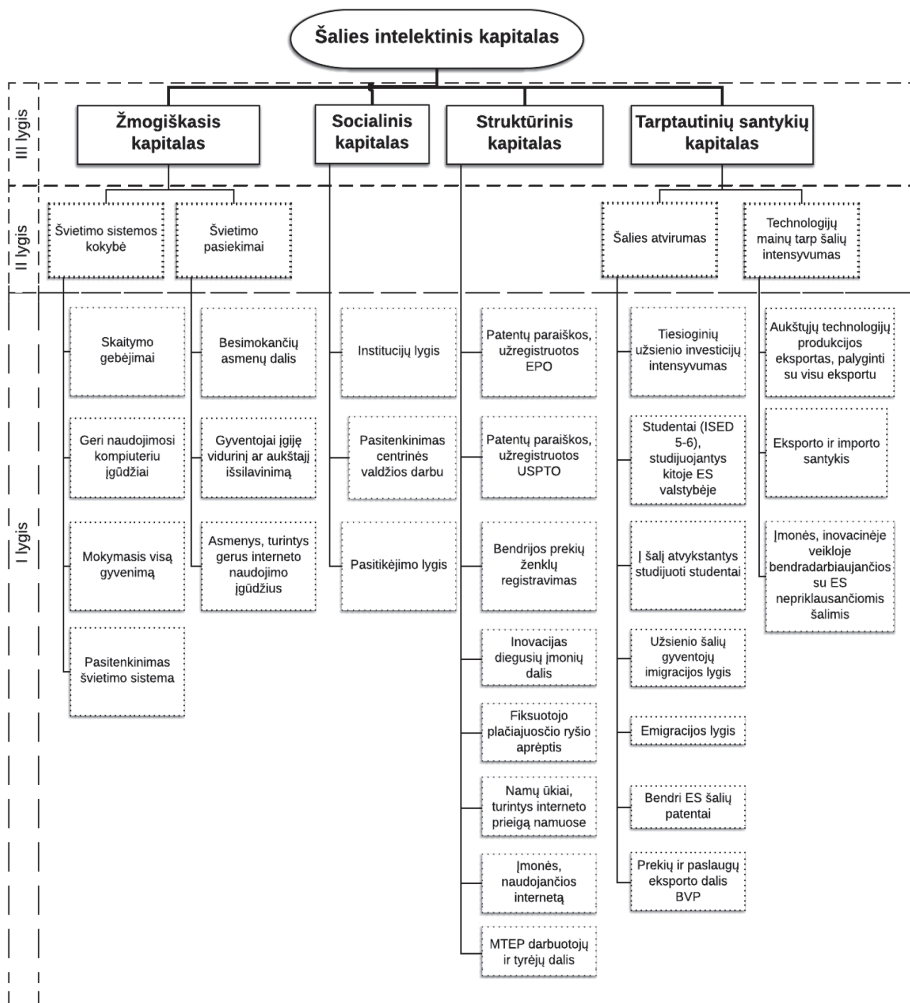 Šalies intelektinis kapitalas
III lygis
Žmogiškasis
kapitalas
Socialinis
kapitalas
Struktūrinis
kapitalas
Tarptautinių santykių
kapitalas
II lygis
Švietimo sistemos
kokybė
Švietimo
pasiekimai
Šalies atvirumas
Technologijų
mainų tarp šalių
intensyvumas
I lygis
Skaitymo
gebėjimai
Geri naudojimosi
kompiuteriu
įgūdžiai
Mokymasis visą
gyvenimą
Pasitenkinimas
švietimo sistema
Besimokančių
asmenų dalis
Gyventojai įgiję
vidurinį ar aukštąjį
išsilavinimą
Asmenys, turintys
gerus interneto
naudojimo
įgūdžius
Institucijų lygis
Pasitenkinimas
centrinės
valdžios darbu
Pasitikėjimo lygis
Patentų paraiškos,
užregistruotos
EPO
Patentų paraiškos,
užregistruotos
USPTO
Bendrijos prekių
ženklų
registravimas
Inovacijas
diegusių įmonių
dalis
Fiksuotojo
plačiajuosčio ryšio
aprėptis
Namų ūkiai,
turintys interneto
prieigą namuose
Įmonės,
naudojančios
internetą
MTEP darbuotojų
ir tyrėjų dalis
Tiesioginių
užsienio investicijų
intensyvumas
Studentai (ISED
5-6),
studijuojantys
kitoje ES
valstybėje
Į šalį atvykstantys
studijuoti studentai
Užsienio šalių
gyventojų
imigracijos lygis
Emigracijos lygis
Bendri ES šalių
patentai
Prekių ir paslaugų
eksporto dalis
BVP
Aukštųjų technologijų
produkcijos
eksportas, palyginti
su visu eksportu
Eksporto ir importo
santykis
Įmonės, inovacinėje
veikloje
bendradarbiaujančios
su ES
nepriklausančiomis
šalimis